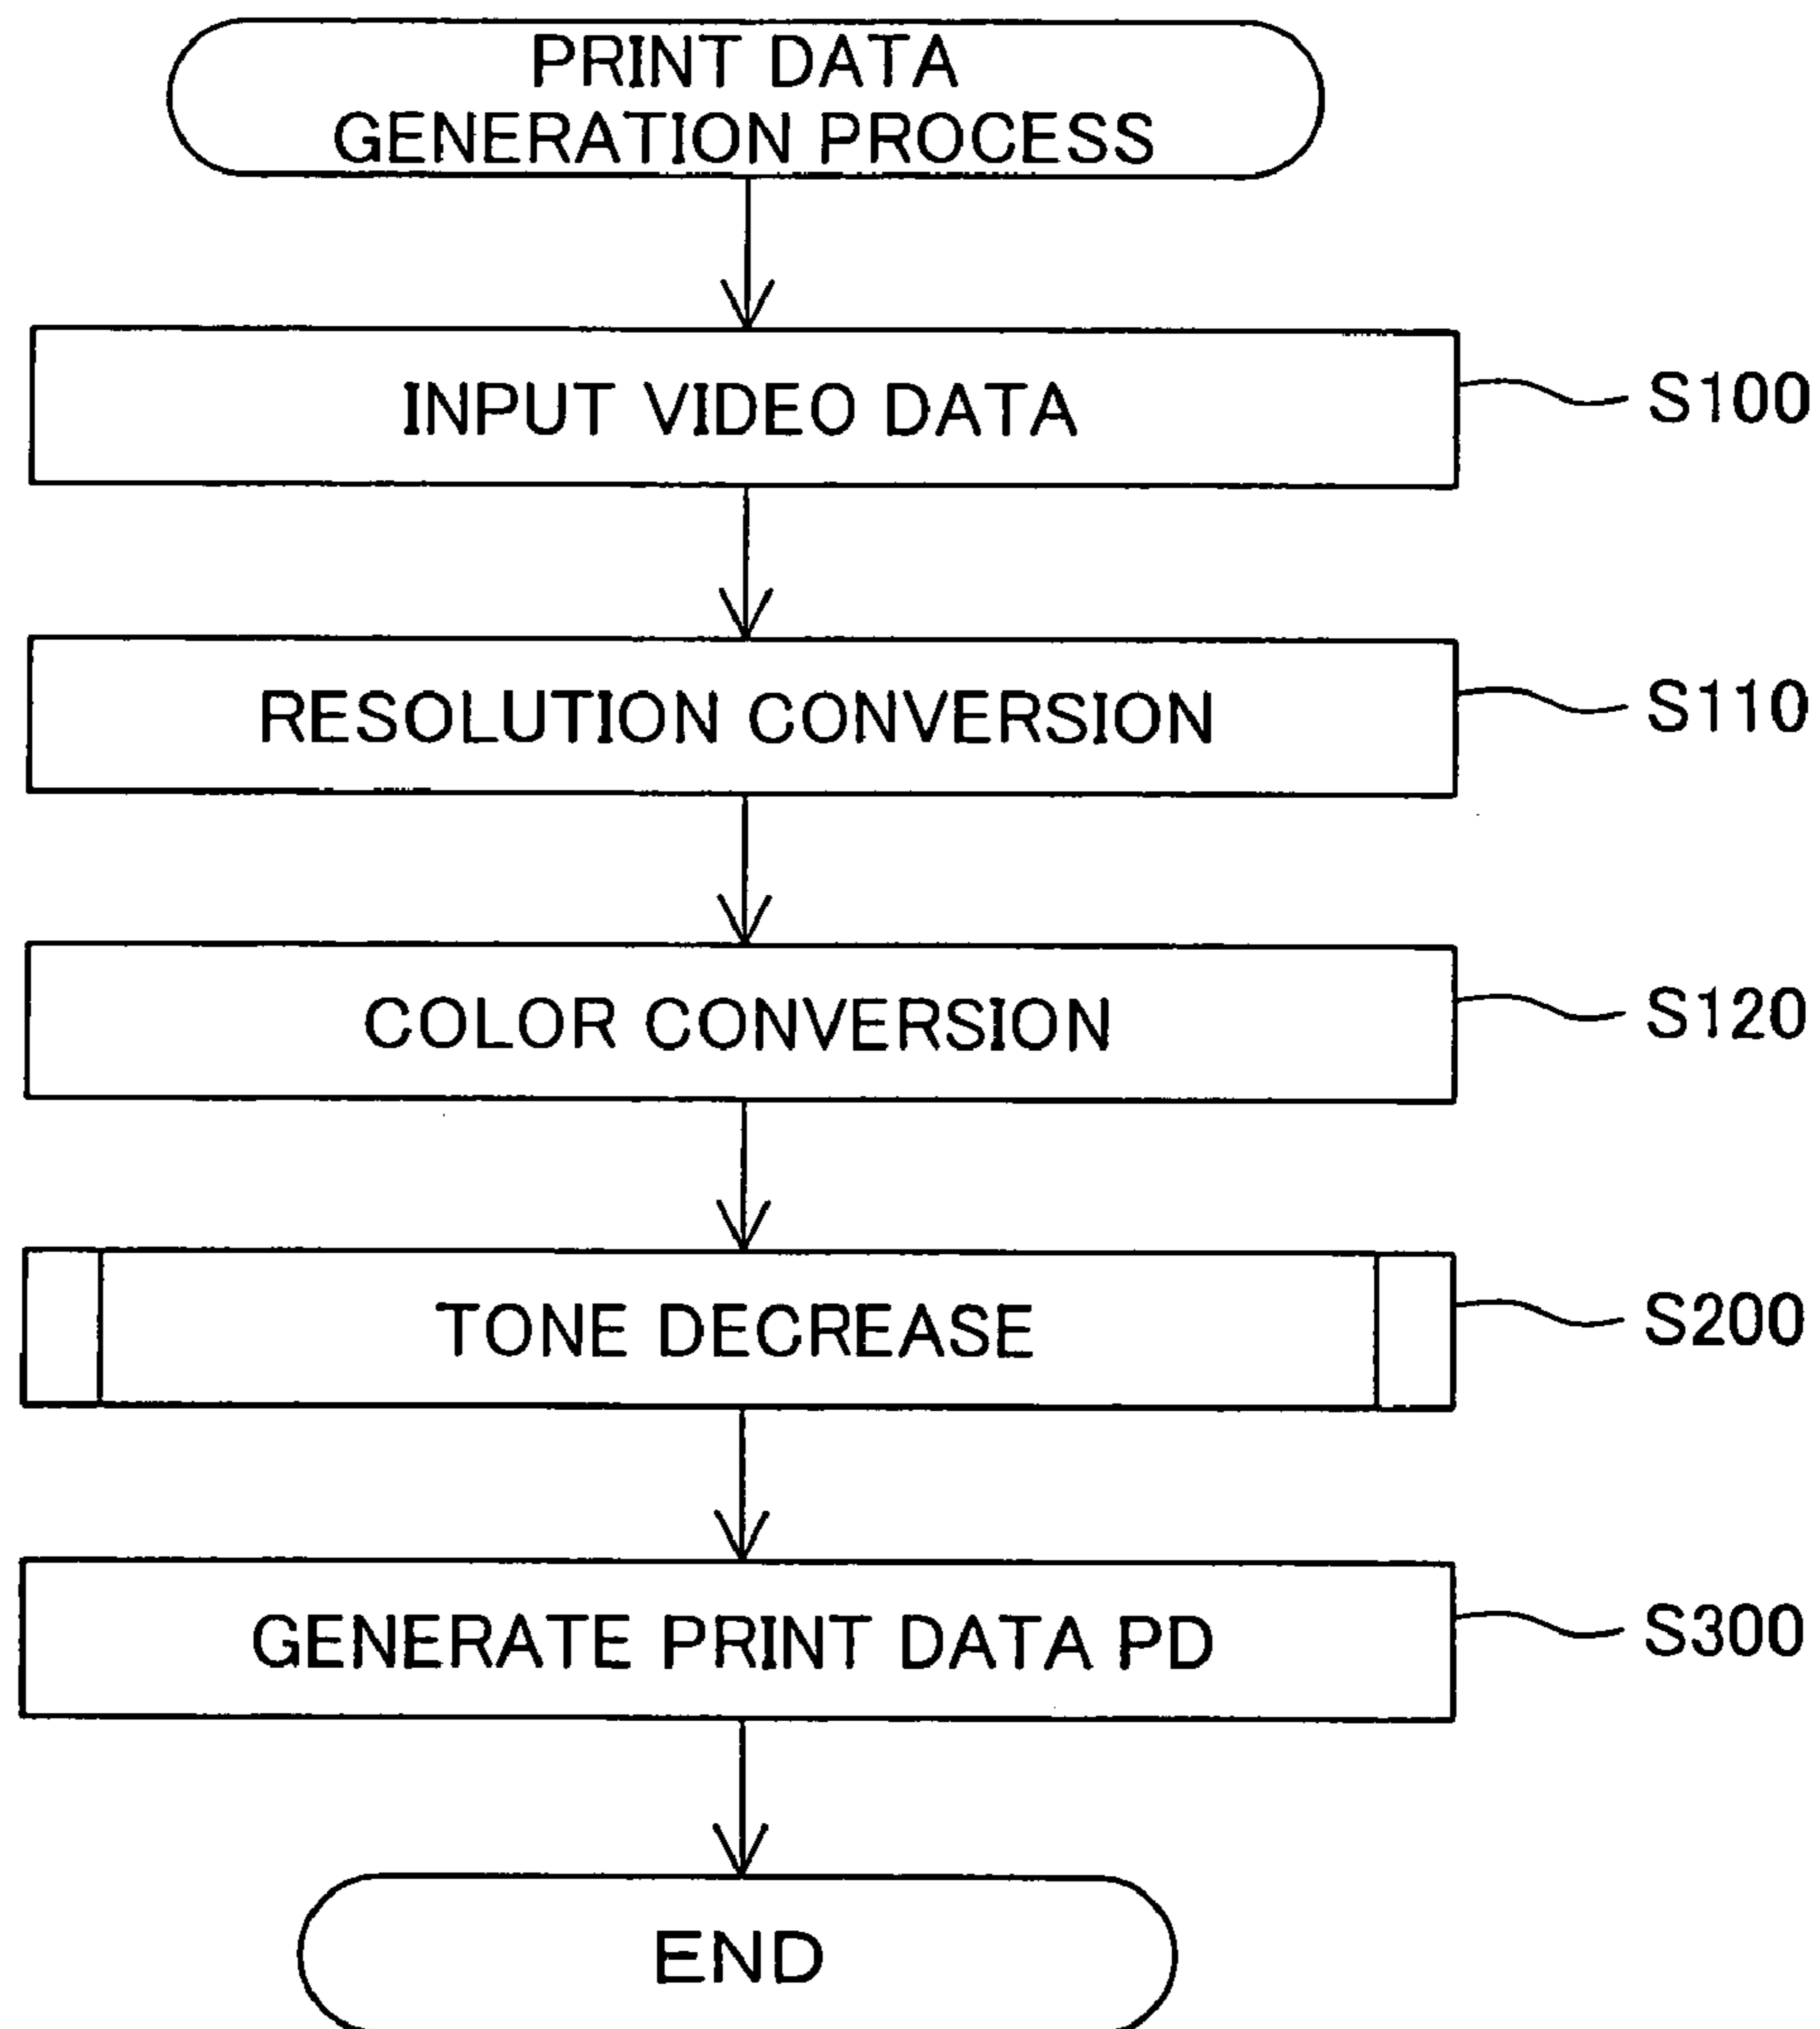 PRINT DATA
GENERATION PROCESS
INPUT VIDEO DATA
S100
RESOLUTION CONVERSION
S110
COLOR CONVERSION
S120
TONE DECREASE
S200
GENERATE PRINT DATA PD
S300
END